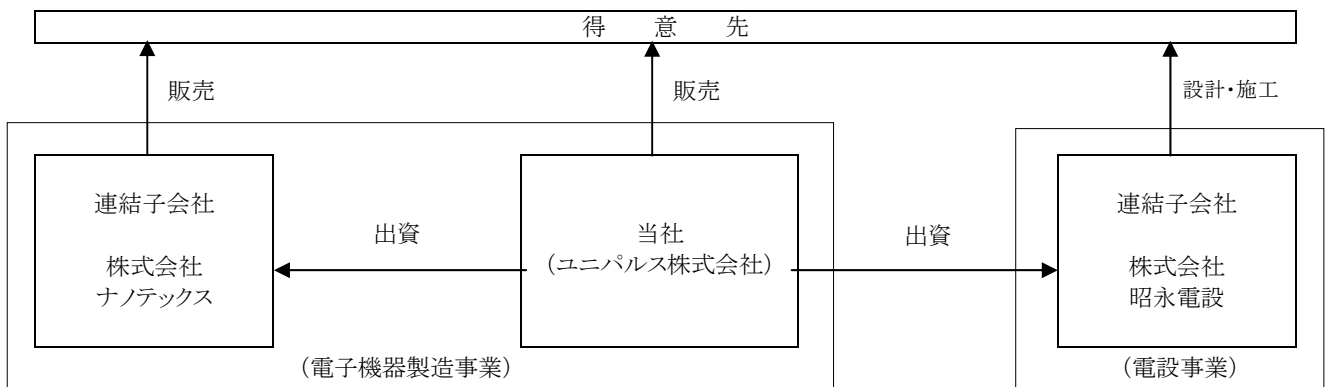 得 意 先
販売
販売
設計・施工
連結子会社
株式会社
ナノテックス
出資
当社
(ユニパルス株式会社)
出資
連結子会社
株式会社
昭永電設
(電子機器製造事業)
(電設事業)